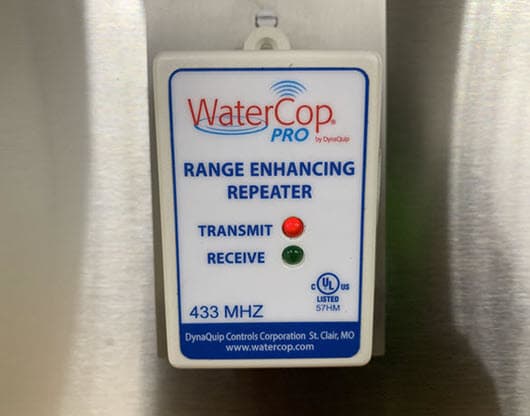 WaterCop®
PRO by DynaQuip
RANGE ENHANCING
REPEATER
TRANSMIT
RECEIVE
C UL US
LISTED
57HM
433 MHZ
DynaQuip Controls Corporation St. Clair, MO
www.watercop.com